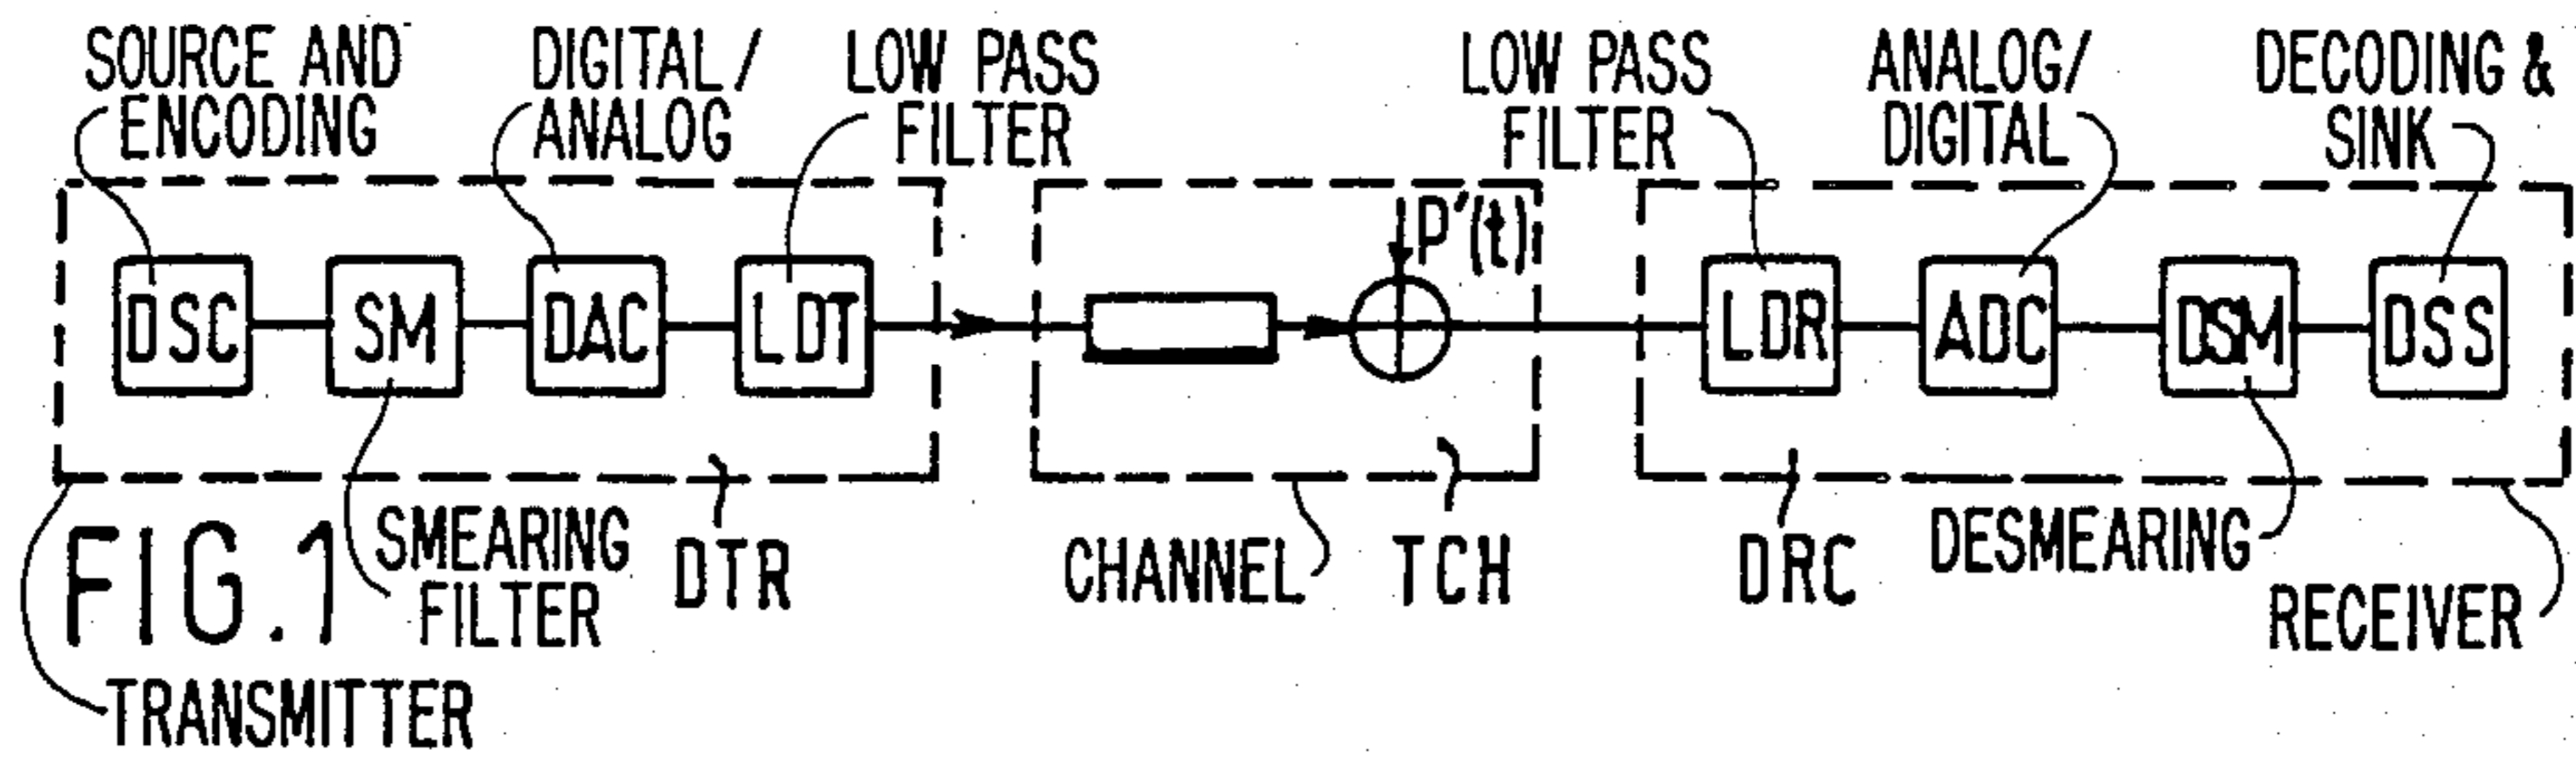 SOURCE AND
ENCODING
DIGITAL/
ANALOG
LOW PASS
FILTER
LOW PASS
FILTER
ANALOG/
DIGITAL
DECODING &
SINK
P'(t)
DSC
SM
DAC
LDT
LDR
ADC
DSM
DSS
FIG.1
SMEARING
FILTER
DTR
CHANNEL
TCH
DRC
DESMEARING
RECEIVER
TRANSMITTER